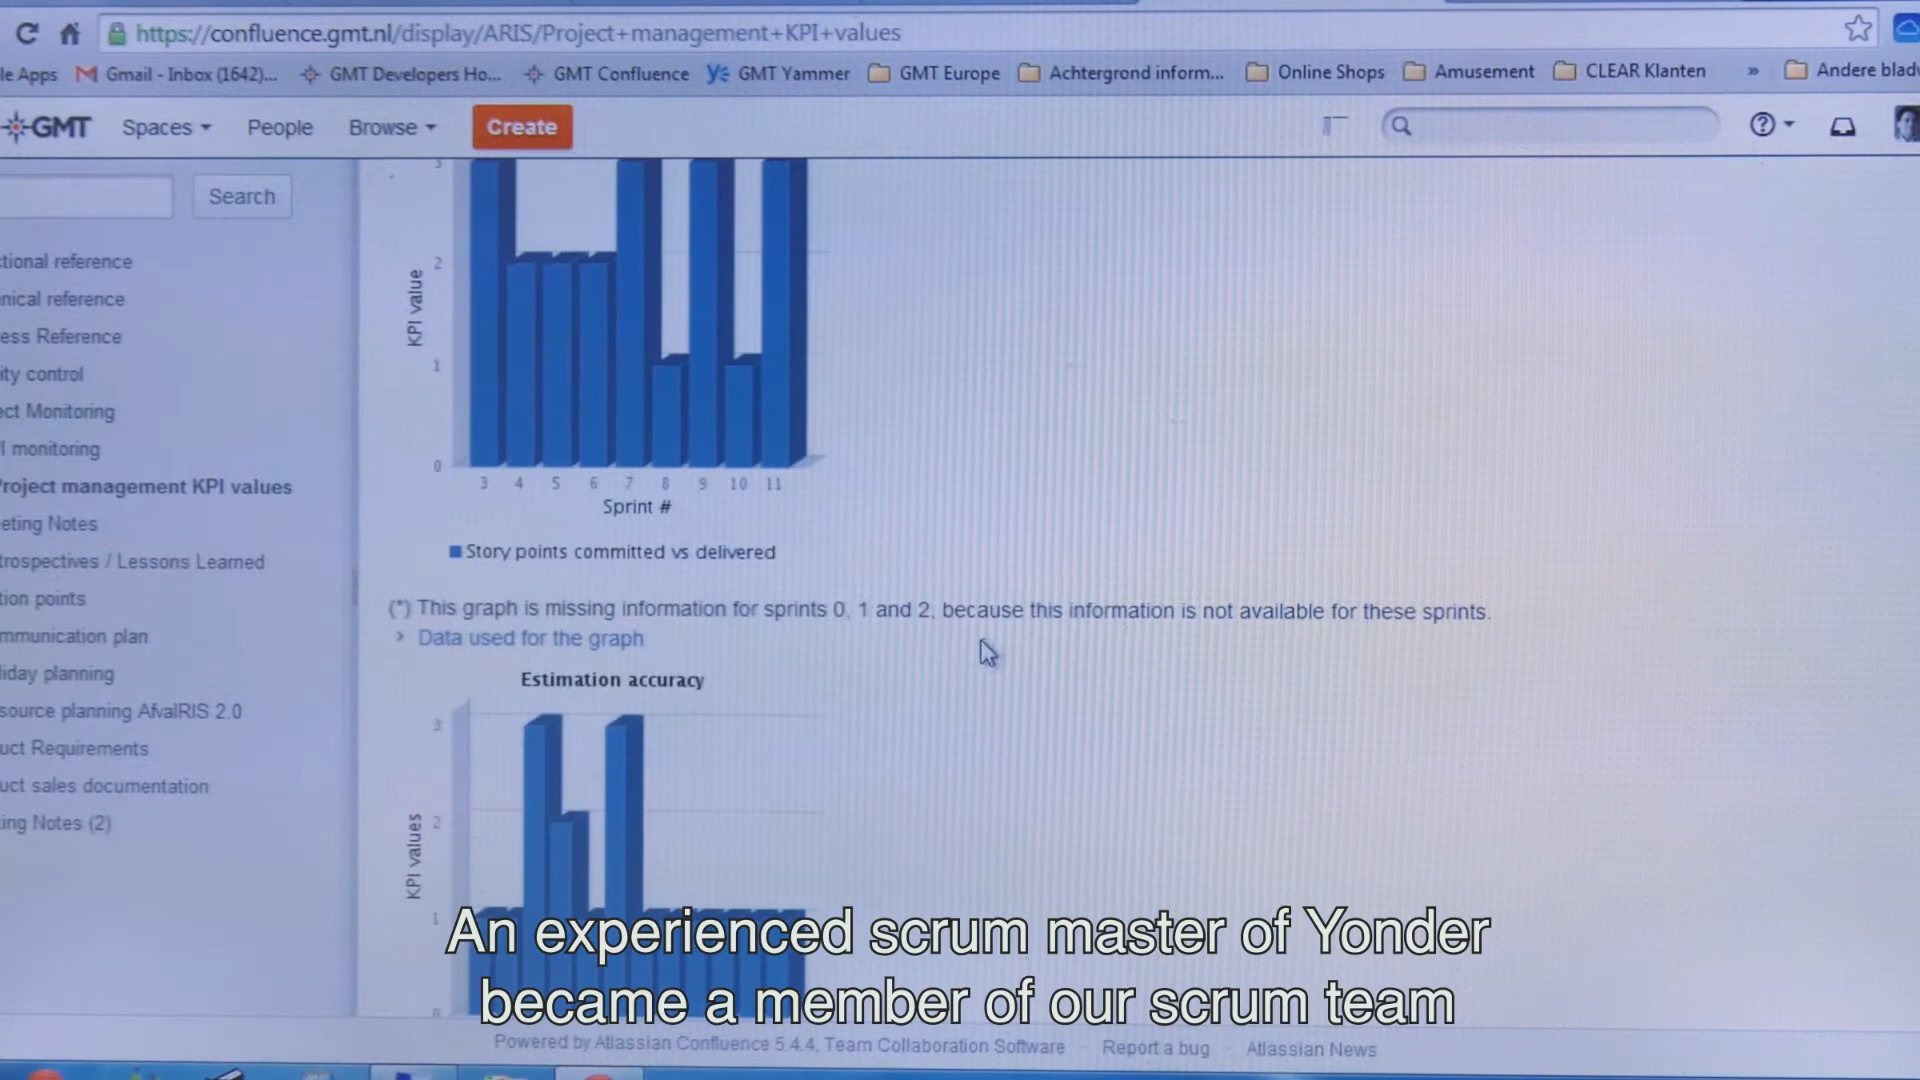 https://confluence.gmt.nl/display/ARIS/Project+management+KPI+values
le Apps Gmail - Inbox (1642)... GMT Developers Ho... GMT Confluence GMT Yammer GMT Europe Achtergrond inform... Online Shops Amusement CLEAR Klanten » Andere blad
GMT Spaces People Browse Create
Search
tional reference
nical reference
ess Reference
ity control
ect Monitoring
I monitoring
Project management KPI values
eting Notes
trospectives / Lessons Learned
tion points
mmunication plan
liday planning
source planning AfvalRIS 2.0
uct Requirements
uct sales documentation
ing Notes (2)
3
2
1
0
KPI value
3 4 5 6 7 8 9 10 11
Sprint #
Story points committed vs delivered
(*) This graph is missing information for sprints 0, 1 and 2, because this information is not available for these sprints.
Data used for the graph
Estimation accuracy
3
2
1
0
KPI values
An experienced scrum master of Yonder
became a member of our scrum team
Powered by Atlassian Confluence 5.4.4, Team Collaboration Software Report a bug Atlassian News